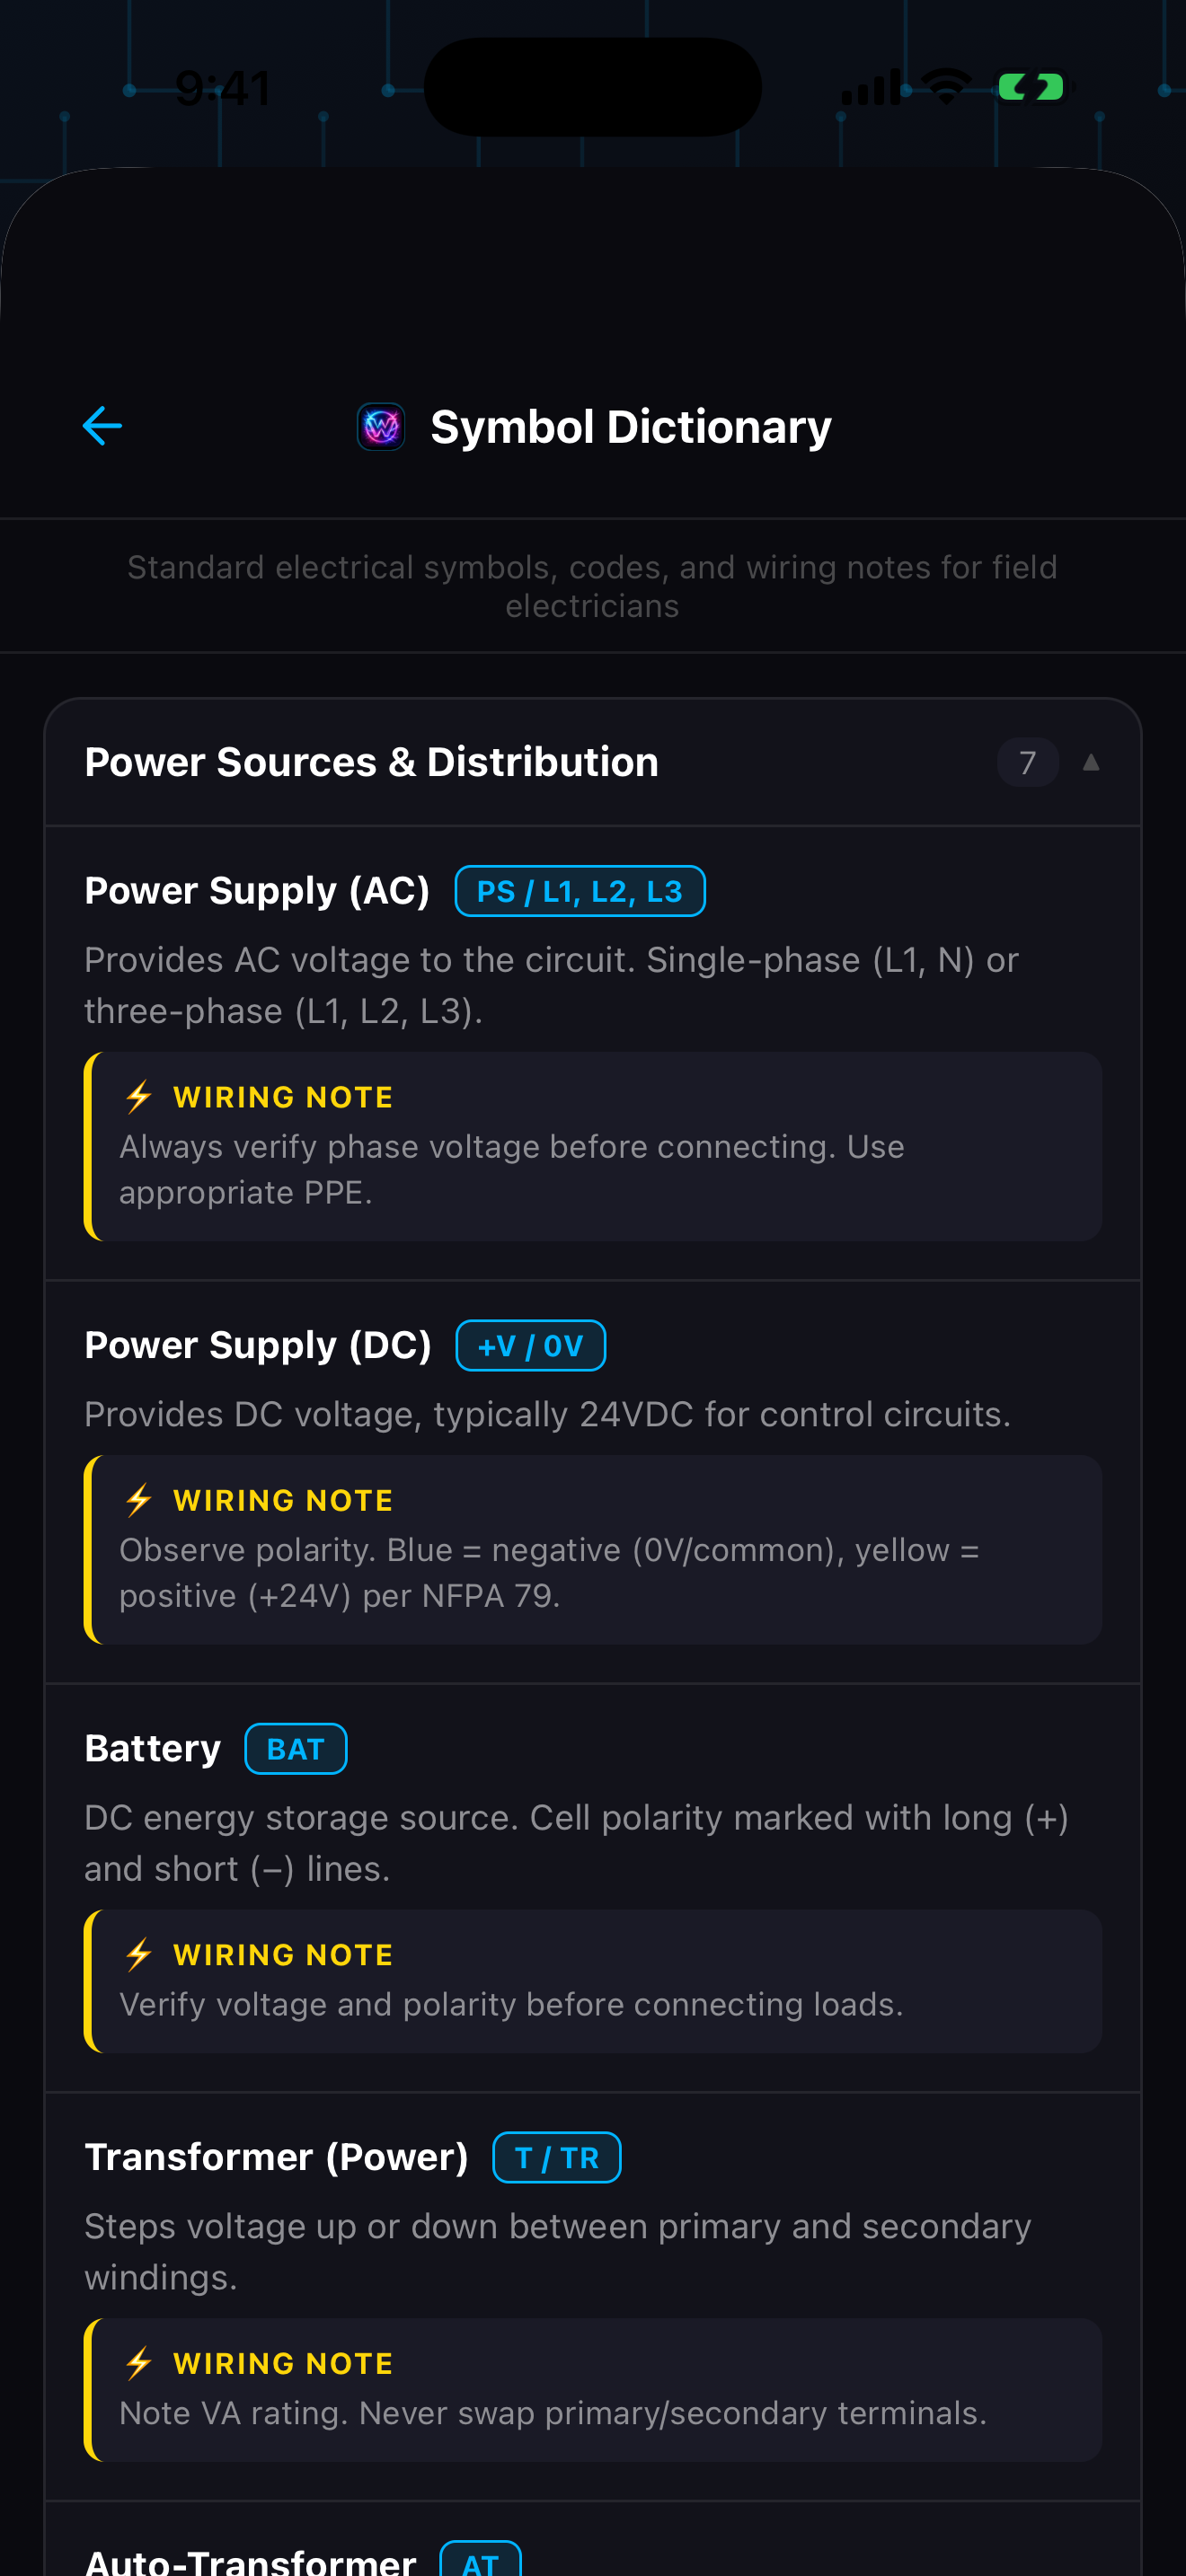 9:41
Symbol Dictionary
Standard electrical symbols, codes, and wiring notes for field
electricians
Power Sources & Distribution 7 ▲
Power Supply (AC) PS / L1, L2, L3
Provides AC voltage to the circuit. Single-phase (L1, N) or
three-phase (L1, L2, L3).
⚡ WIRING NOTE
Always verify phase voltage before connecting. Use
appropriate PPE.
Power Supply (DC) +V / 0V
Provides DC voltage, typically 24VDC for control circuits.
⚡ WIRING NOTE
Observe polarity. Blue = negative (0V/common), yellow =
positive (+24V) per NFPA 79.
Battery BAT
DC energy storage source. Cell polarity marked with long (+)
and short (−) lines.
⚡ WIRING NOTE
Verify voltage and polarity before connecting loads.
Transformer (Power) T / TR
Steps voltage up or down between primary and secondary
windings.
⚡ WIRING NOTE
Note VA rating. Never swap primary/secondary terminals.
Auto-Transformer AT